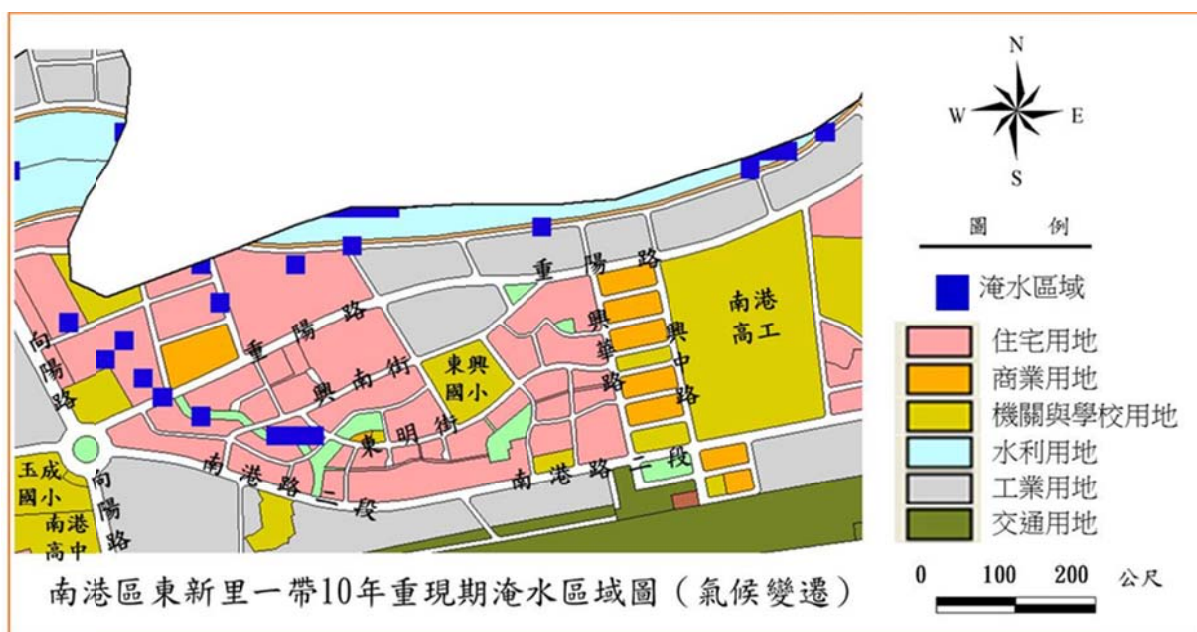 N
W E
S
圖 例
淹水區域
住宅用地
商業用地
機關與學校用地
水利用地
工業用地
交通用地
0 100 200 公尺
重陽路
重陽路
向陽路
向陽路
興南街
東興
國小
東明街
興華路
興中路
南港
高工
南港路二段
南港路二段
玉成
國小
南港
高中
南港區東新里一帶10年重現期淹水區域圖（氣候變遷）